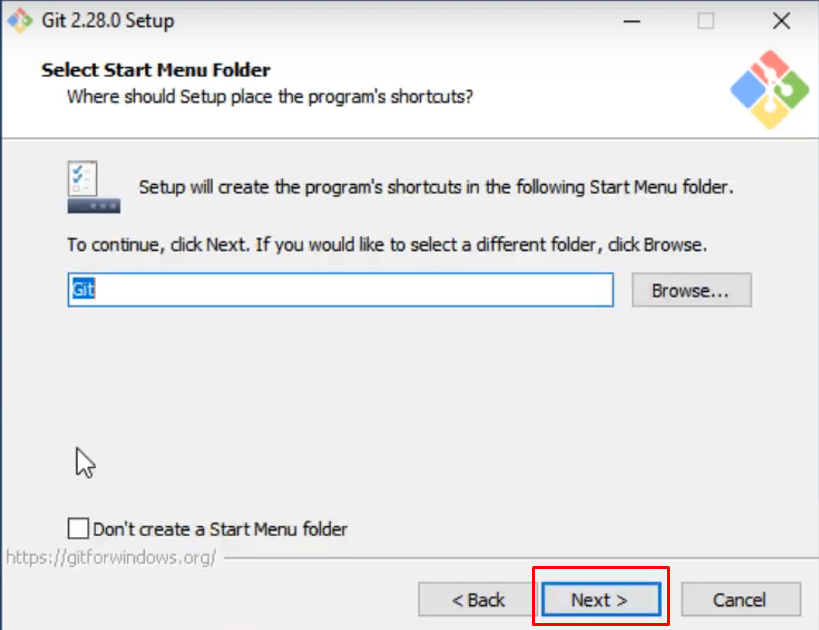 Git 2.28.0 Setup
Select Start Menu Folder
Where should Setup place the program's shortcuts?
Setup will create the program's shortcuts in the following Start Menu folder.
To continue, click Next. If you would like to select a different folder, click Browse.
Git
Browse...
Don't create a Start Menu folder
https://gitforwindows.org/
< Back
Next >
Cancel